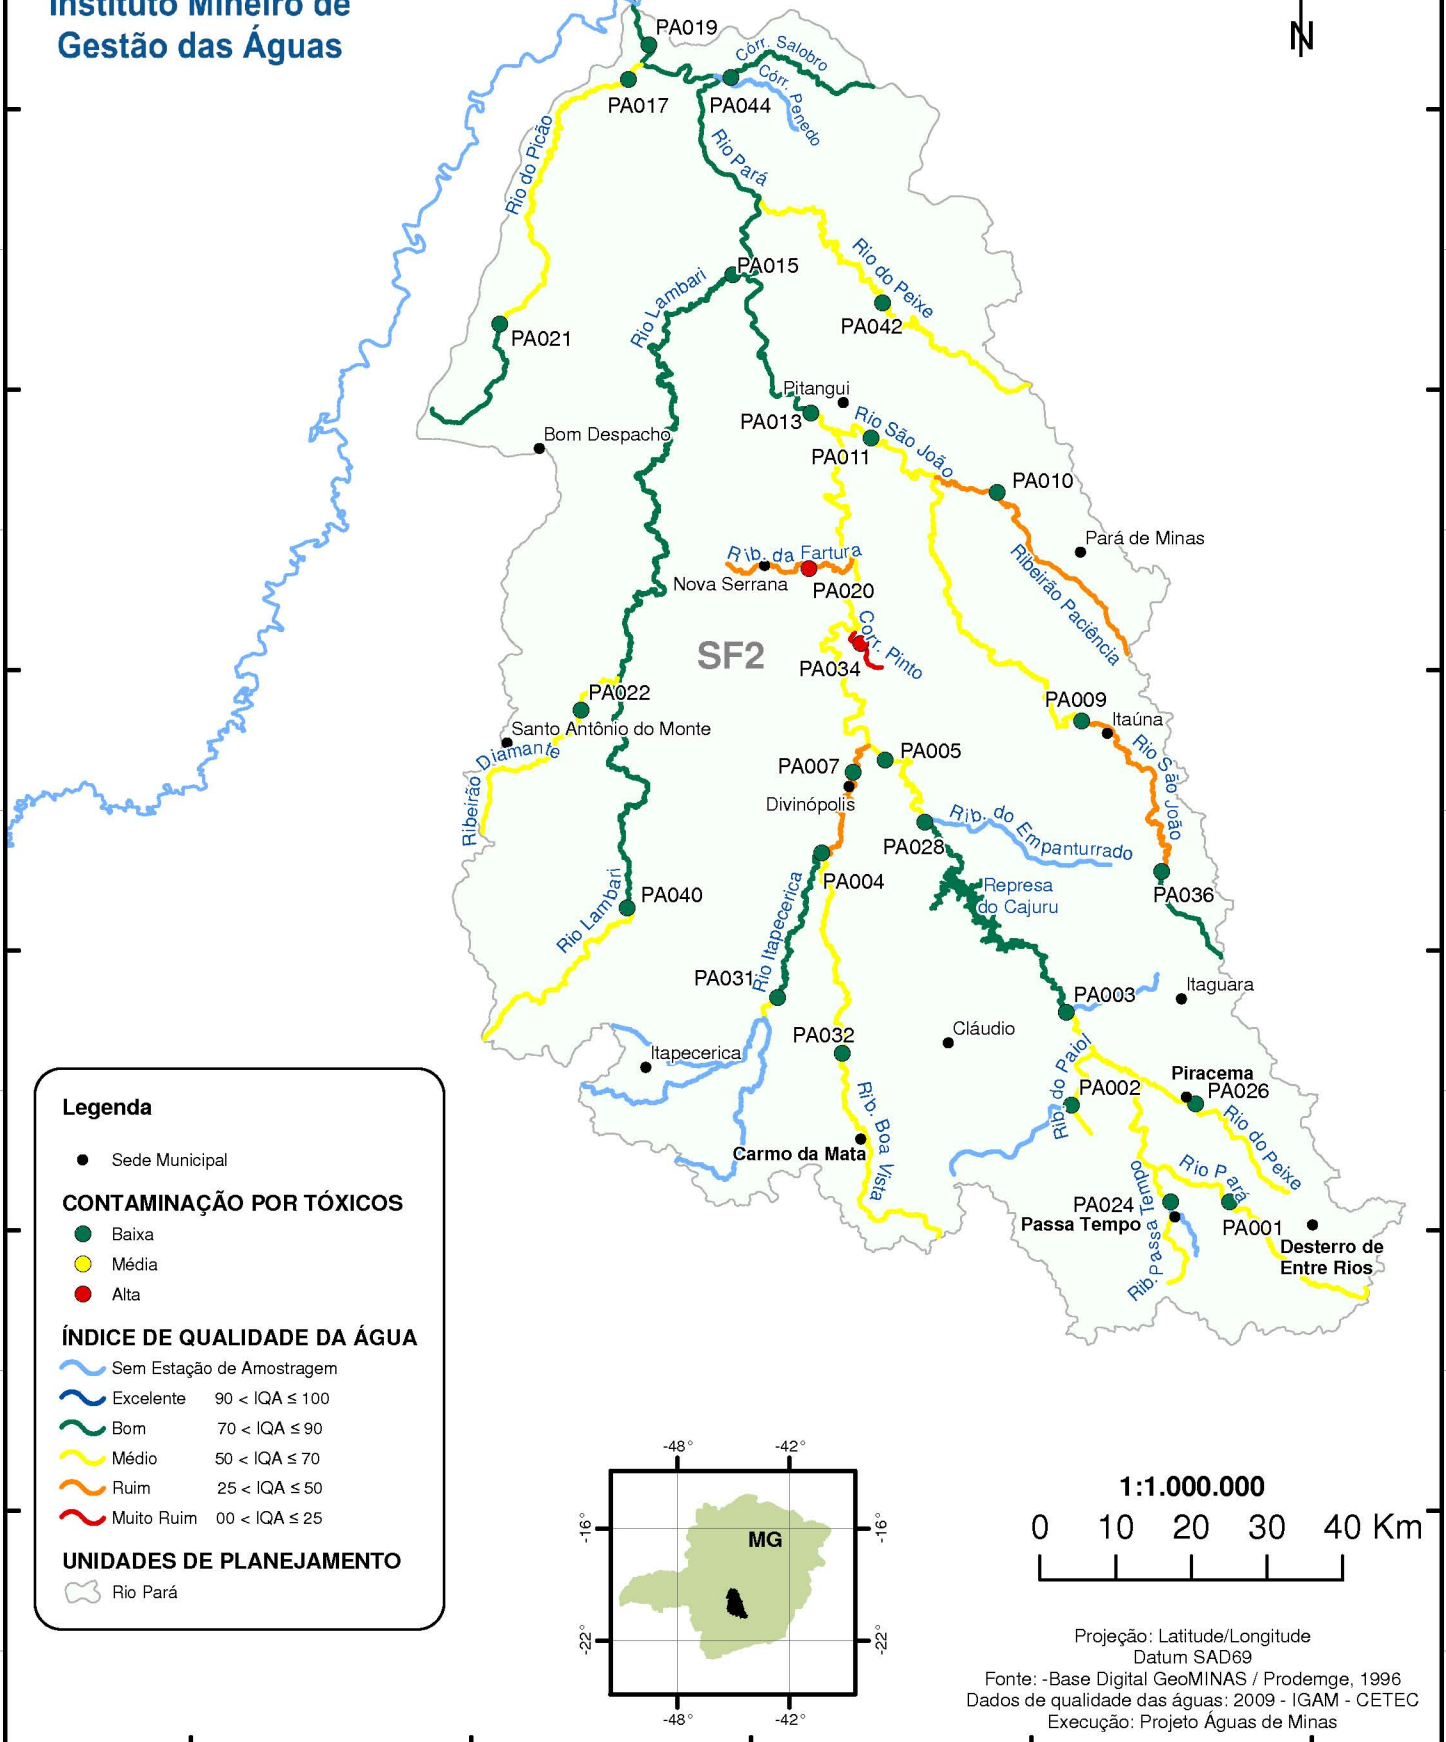 Instituto Mineiro de
Gestão das Águas
N
PA019
Córr. Salobro
PA017
PA044
Córr. Penedo
Rio do Picão
Rio Pará
PA015
Rio Lambari
Rio do Peixe
PA042
PA021
Pitangui
PA013
Rio São João
Bom Despacho
PA011
PA010
Pará de Minas
Rib. da Fartura
Nova Serrana
PA020
Ribeirão Paciência
SF2
Corr. Pinto
PA034
PA022
PA009
Itaúna
Santo Antônio do Monte
Ribeirão Diamante
PA005
PA007
Rio São João
Divinópolis
PA028
Rib. do Empanturrado
PA004
PA040
Represa
do Cajuru
PA036
Rio Lambari
Rio Itapecerica
PA031
PA003
Itaguara
PA032
Cláudio
Itapecerica
Rib. do Paiol
Piracema
PA002
PA026
Rio do Peixe
Rib. Boa Vista
Carmo da Mata
Rio Pará
PA024
Passa Tempo
Rib. Passa Tempo
PA001
Desterro de
Entre Rios
Legenda
Sede Municipal
CONTAMINAÇÃO POR TÓXICOS
Baixa
Média
Alta
ÍNDICE DE QUALIDADE DA ÁGUA
Sem Estação de Amostragem
Excelente 90 < IQA ≤ 100
Bom 70 < IQA ≤ 90
Médio 50 < IQA ≤ 70
Ruim 25 < IQA ≤ 50
Muito Ruim 00 < IQA ≤ 25
UNIDADES DE PLANEJAMENTO
Rio Pará
-48° -42°
-16° -16°
MG
-22° -22°
-48° -42°
1:1.000.000
0 10 20 30 40 Km
Projeção: Latitude/Longitude
Datum SAD69
Fonte: -Base Digital GeoMINAS / Prodemge, 1996
Dados de qualidade das águas: 2009 - IGAM - CETEC
Execução: Projeto Águas de Minas